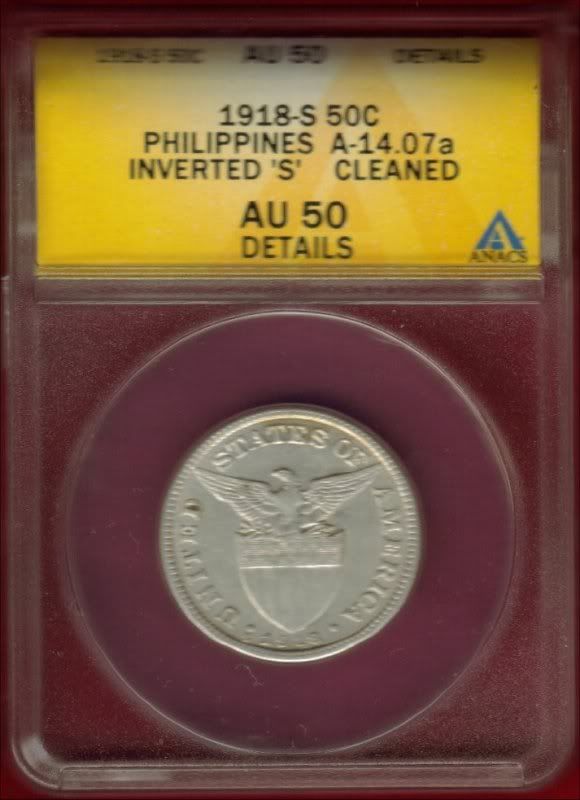 1918-S 50C AU 50 DETAILS
1918-S 50C
PHILIPPINES A-14.07a
INVERTED 'S' CLEANED
AU 50
DETAILS
ANACS
UNITED STATES OF AMERICA
1918